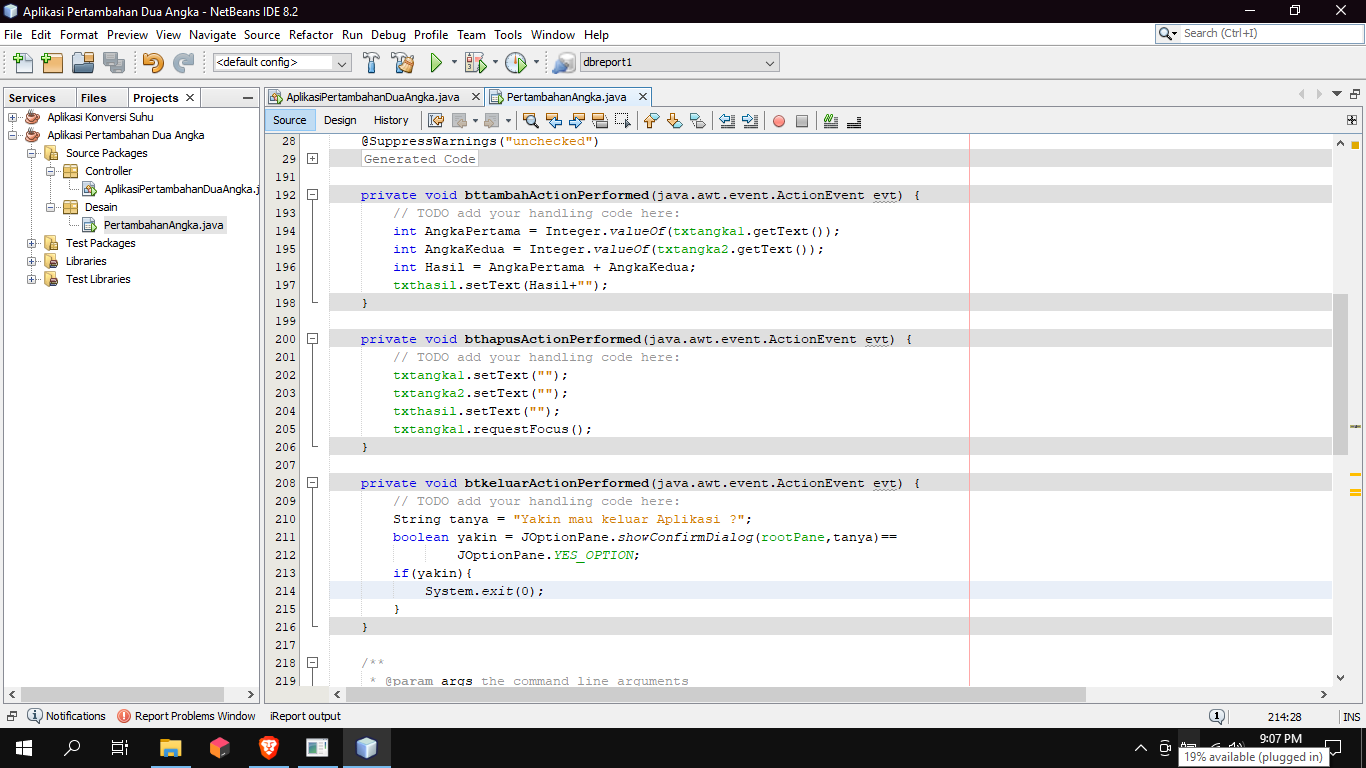 Aplikasi Pertambahan Dua Angka - NetBeans IDE 8.2
File Edit Format Preview View Navigate Source Refactor Run Debug Profile Team Tools Window Help
Search (Ctrl+I)
<default config>
dbreport1
Services Files Projects
AplikasiPertambahanDuaAngka.java PertambahanAngka.java
Source Design History
Aplikasi Konversi Suhu
Aplikasi Pertambahan Dua Angka
Source Packages
Controller
AplikasiPertambahanDuaAngka.j
Desain
PertambahanAngka.java
Test Packages
Libraries
Test Libraries
28 @SuppressWarnings("unchecked")
29 Generated Code
191
192 private void bttambahActionPerformed(java.awt.event.ActionEvent evt) {
193 // TODO add your handling code here:
194 int AngkaPertama = Integer.valueOf(txtangka1.getText());
195 int AngkaKedua = Integer.valueOf(txtangka2.getText());
196 int Hasil = AngkaPertama + AngkaKedua;
197 txthasil.setText(Hasil+"");
198 }
199
200 private void bthapusActionPerformed(java.awt.event.ActionEvent evt) {
201 // TODO add your handling code here:
202 txtangka1.setText("");
203 txtangka2.setText("");
204 txthasil.setText("");
205 txtangka1.requestFocus();
206 }
207
208 private void btkeluarActionPerformed(java.awt.event.ActionEvent evt) {
209 // TODO add your handling code here:
210 String tanya = "Yakin mau keluar Aplikasi ?";
211 boolean yakin = JOptionPane.showConfirmDialog(rootPane,tanya)==
212 JOptionPane.YES_OPTION;
213 if(yakin){
214 System.exit(0);
215 }
216 }
217
218 /**
219 * @param args the command line arguments
Notifications Report Problems Window iReport output
1
214:28
INS
9:07 PM
19% available (plugged in)